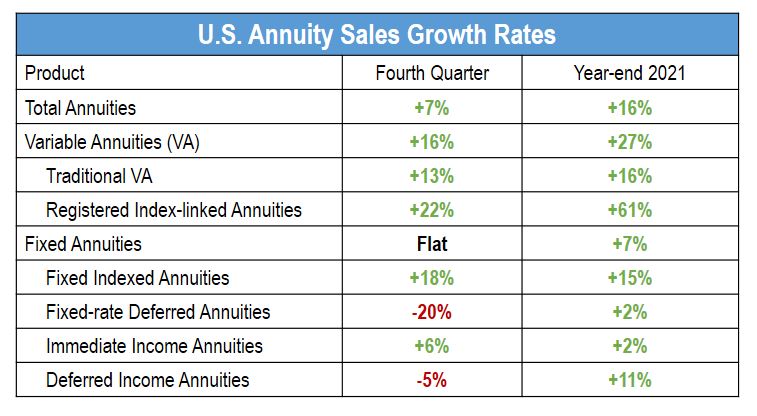 U.S. Annuity Sales Growth Rates
Product Fourth Quarter Year-end 2021
Total Annuities +7% +16%
Variable Annuities (VA) +16% +27%
Traditional VA +13% +16%
Registered Index-linked Annuities +22% +61%
Fixed Annuities Flat +7%
Fixed Indexed Annuities +18% +15%
Fixed-rate Deferred Annuities -20% +2%
Immediate Income Annuities +6% +2%
Deferred Income Annuities -5% +11%